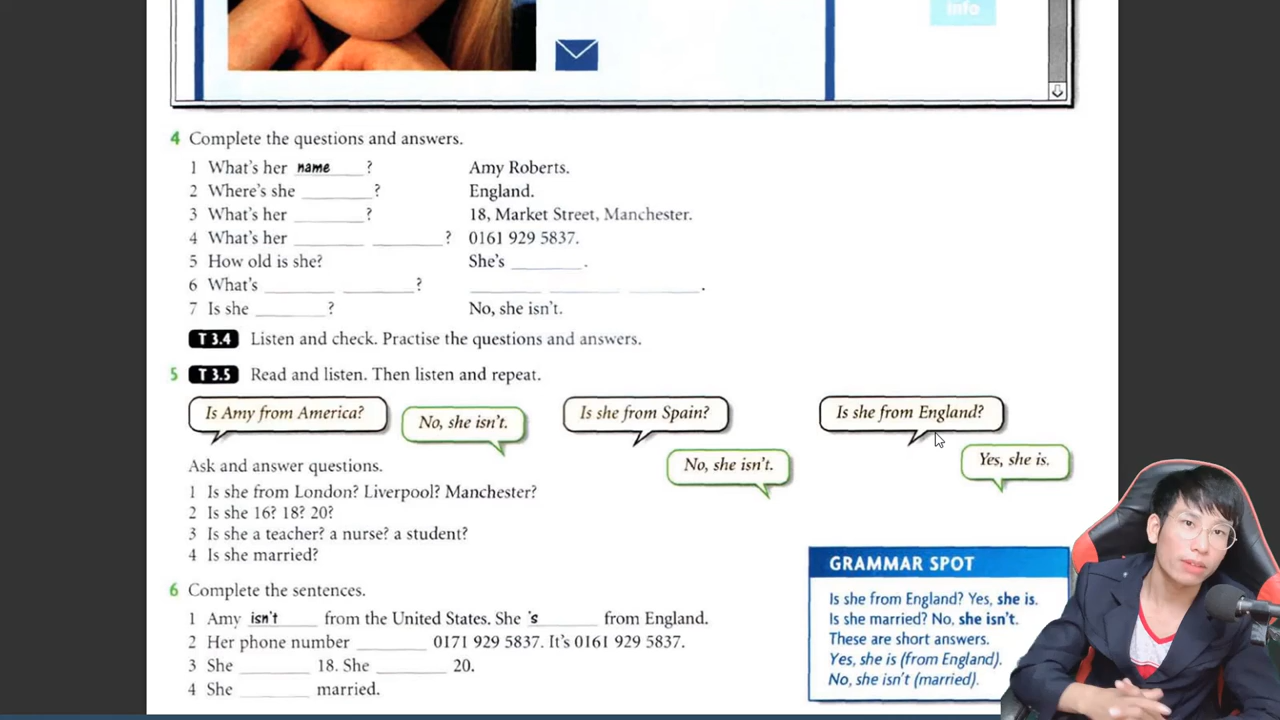 info
4 Complete the questions and answers.
1 What's her name ? Amy Roberts.
2 Where's she ? England.
3 What's her ? 18, Market Street, Manchester.
4 What's her ? 0161 929 5837.
5 How old is she? She's .
6 What's ? .
7 Is she ? No, she isn't.
T 3.4 Listen and check. Practise the questions and answers.
5 T 3.5 Read and listen. Then listen and repeat.
Is Amy from America?
No, she isn't.
Is she from Spain?
No, she isn't.
Is she from England?
Yes, she is.
Ask and answer questions.
1 Is she from London? Liverpool? Manchester?
2 Is she 16? 18? 20?
3 Is she a teacher? a nurse? a student?
4 Is she married?
6 Complete the sentences.
1 Amy isn't from the United States. She 's from England.
2 Her phone number 0171 929 5837. It's 0161 929 5837.
3 She 18. She 20.
4 She married.
GRAMMAR SPOT
Is she from England? Yes, she is.
Is she married? No, she isn't.
These are short answers.
Yes, she is (from England).
No, she isn't (married).